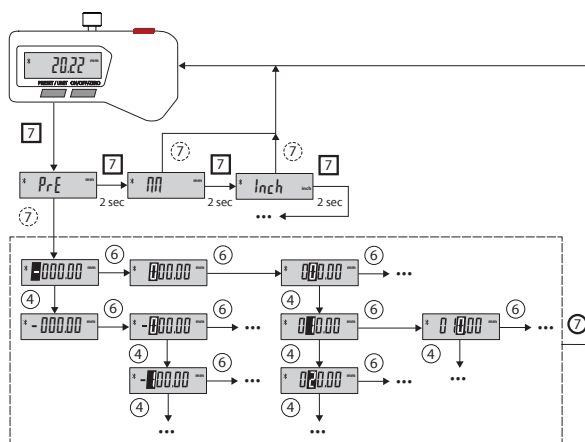 20.22 mm
PRESET / UNIT ON/OFF/ZERO
7
7 7 7 7 7
PrE mm MM mm Inch inch
2 sec 2 sec 2 sec
7 •••
-000.00 mm 6 000.00 mm 6 000.00 mm 6 •••
4 4
-000.00 mm 6 -000.00 mm 6 ••• 010.00 mm 6 010.00 mm 6 ••• 7
4 4 4
-100.00 mm 6 ••• 020.00 mm 6 ••• •••
4 4
••• •••